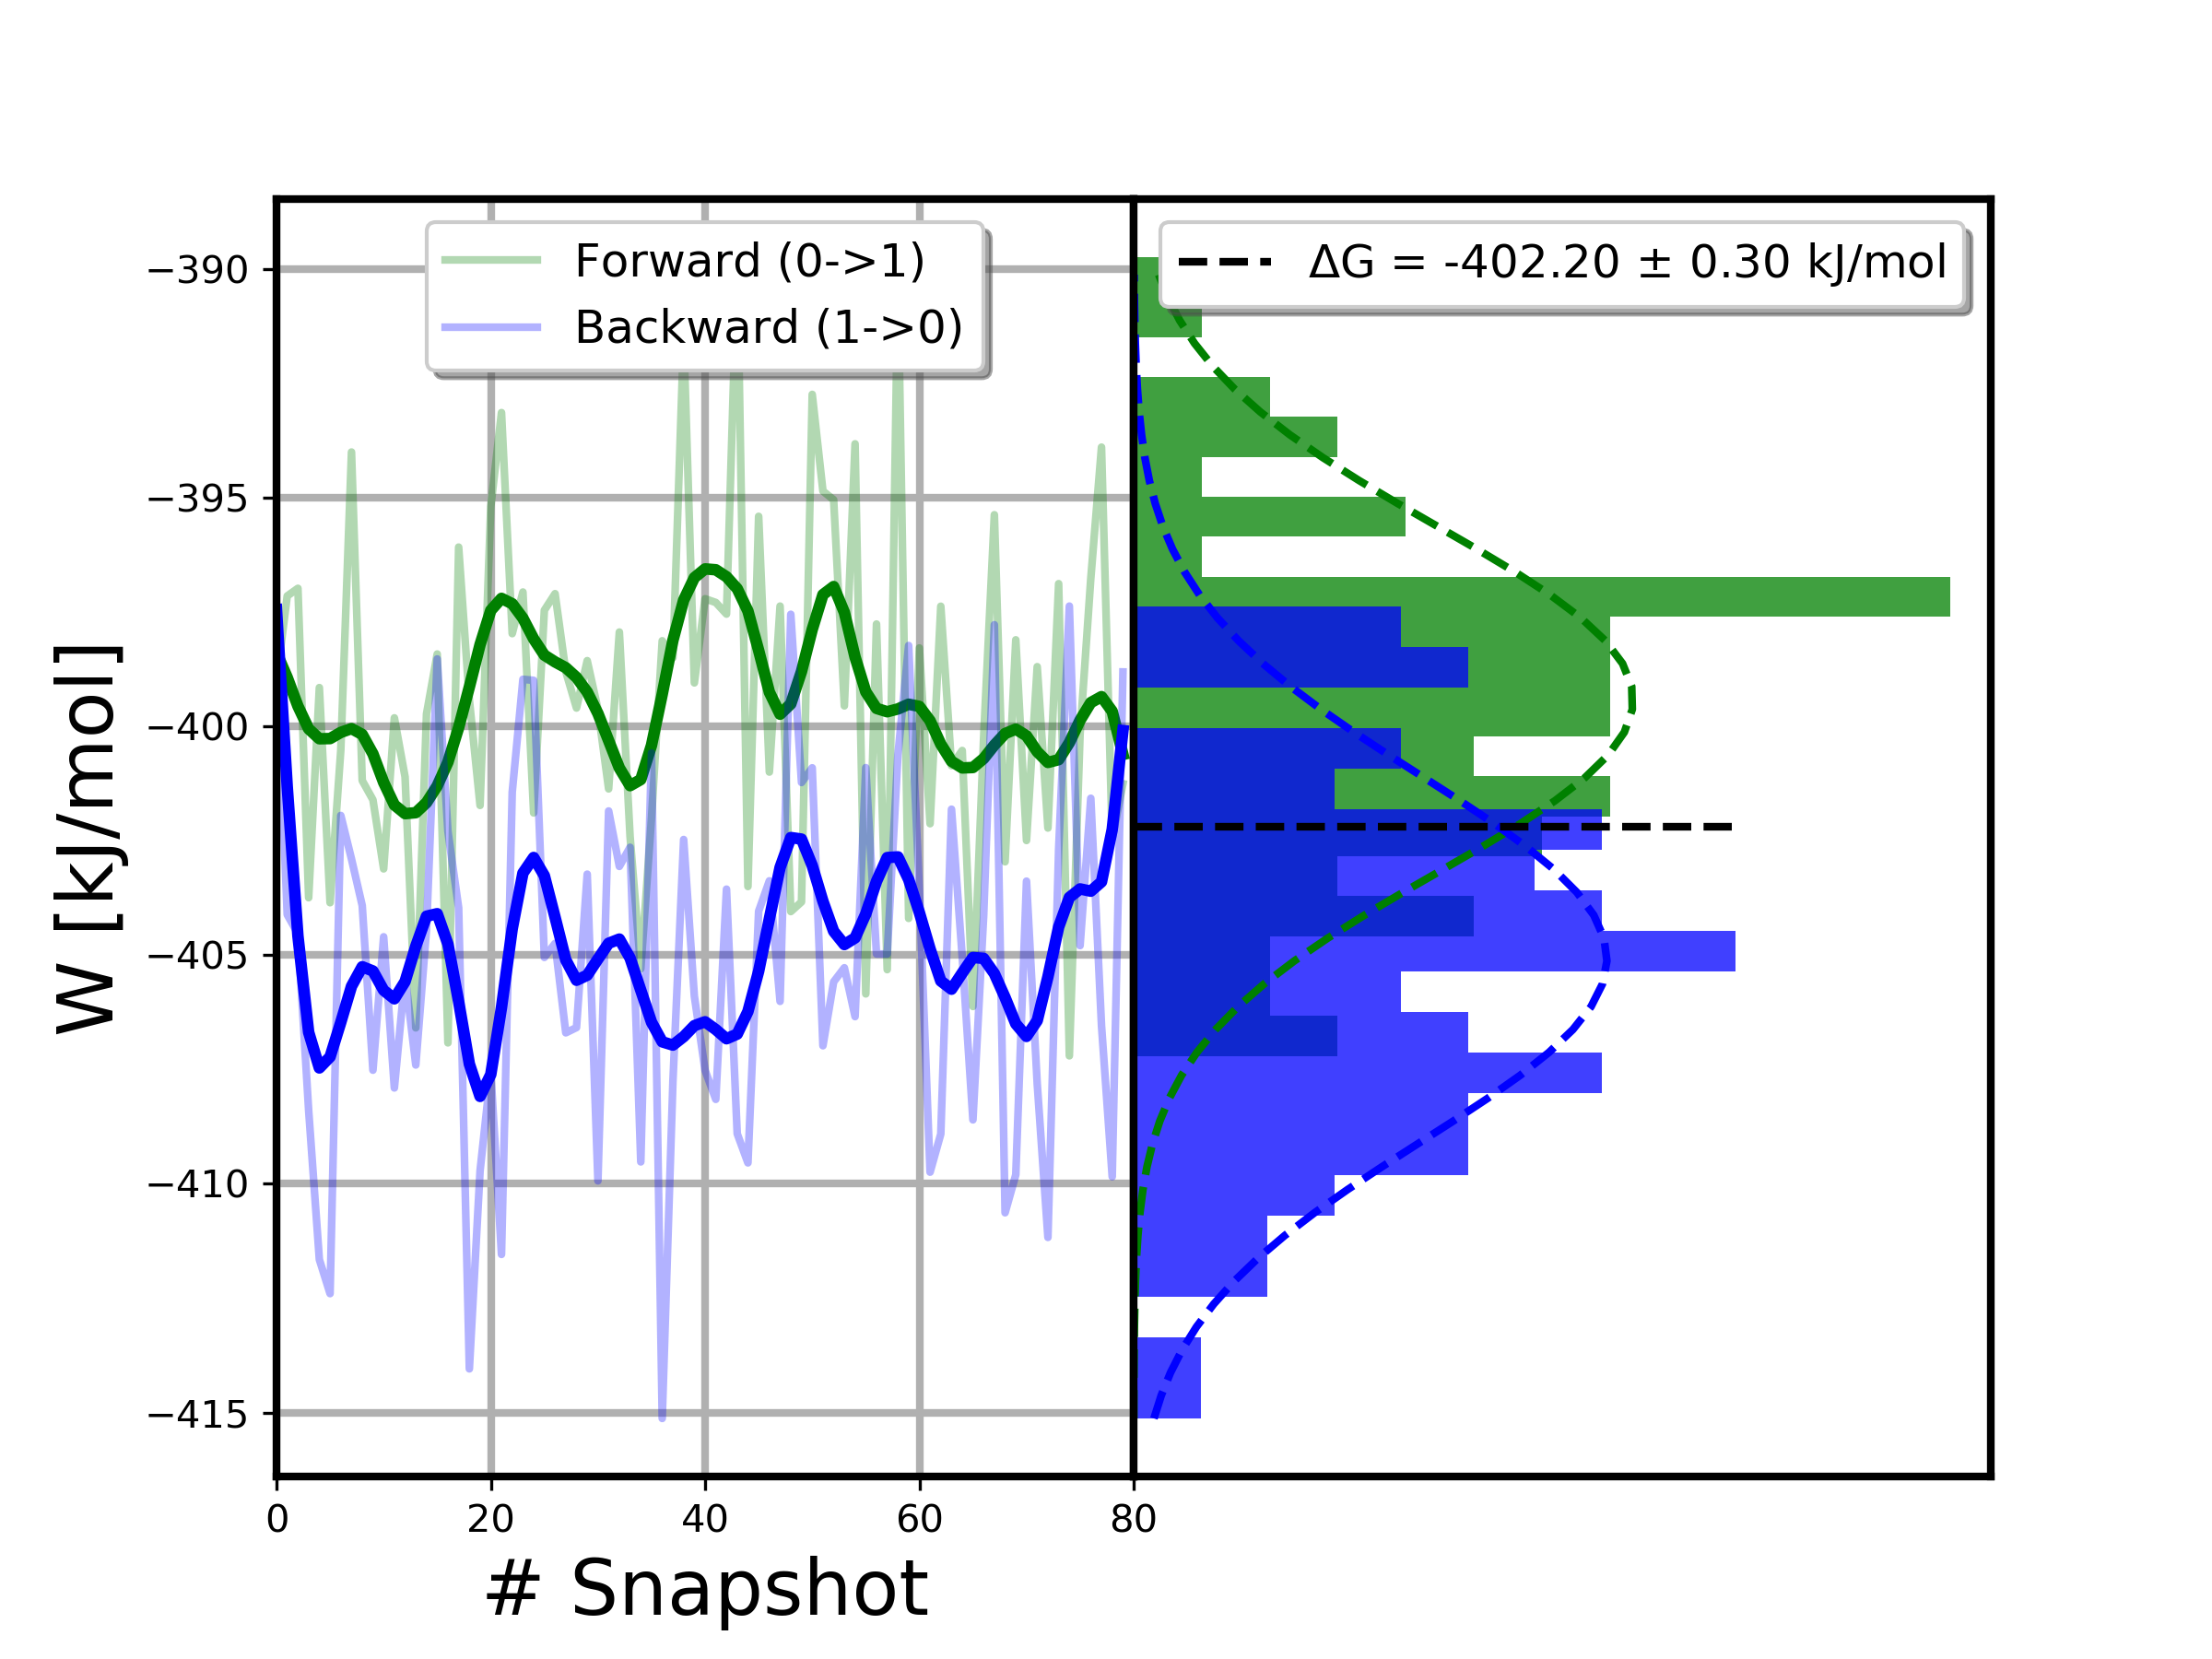 Forward (0->1)
Backward (1->0)
ΔG = -402.20 ± 0.30 kJ/mol
−390
−395
−400
−405
−410
−415
W [kJ/mol]
0 20 40 60 80
# Snapshot